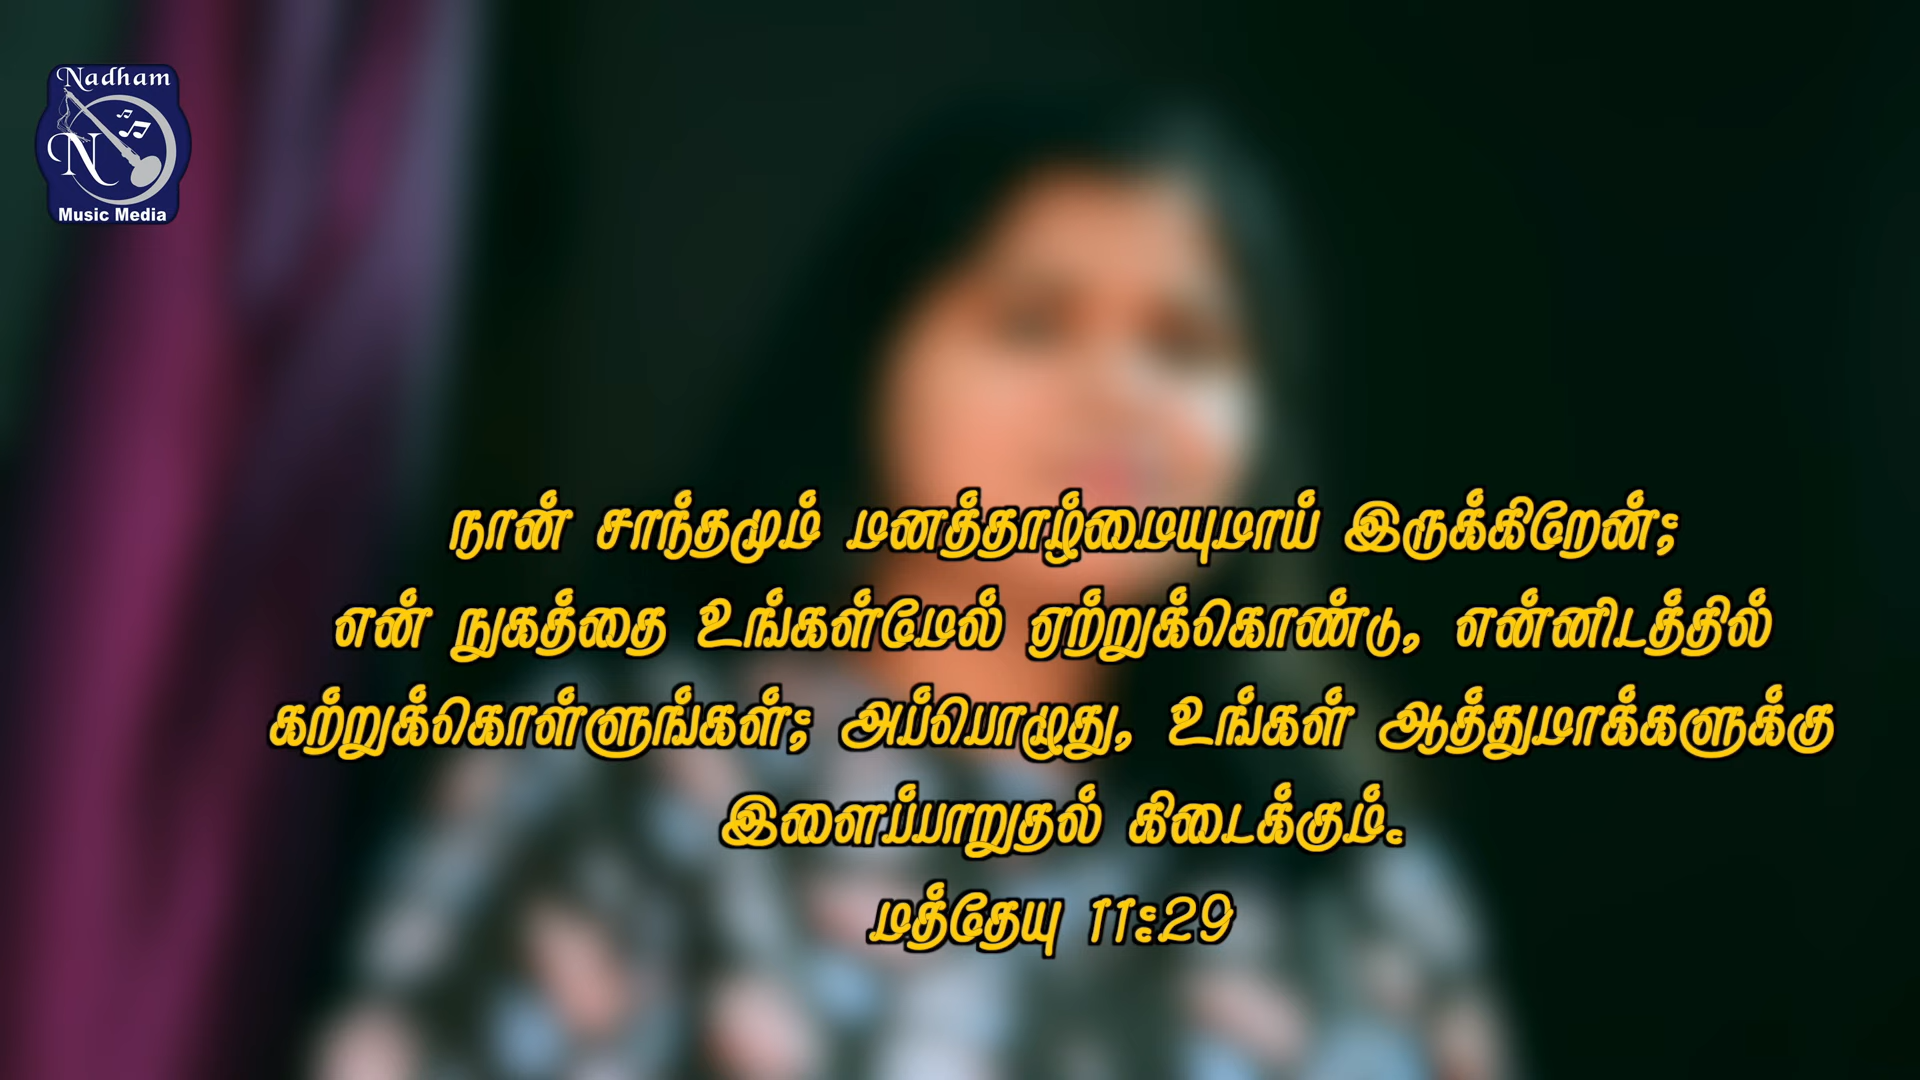 Nadham
N
Music Media
நான் சாந்தமும் மனத்தாழ்மையுமாய் இருக்கிறேன்;
என் நுகத்தை உங்கள்மேல் ஏற்றுக்கொண்டு, என்னிடத்தில்
கற்றுக்கொள்ளுங்கள்; அப்பொழுது, உங்கள் ஆத்துமாக்களுக்கு
இளைப்பாறுதல் கிடைக்கும்.
மத்தேயு 11:29